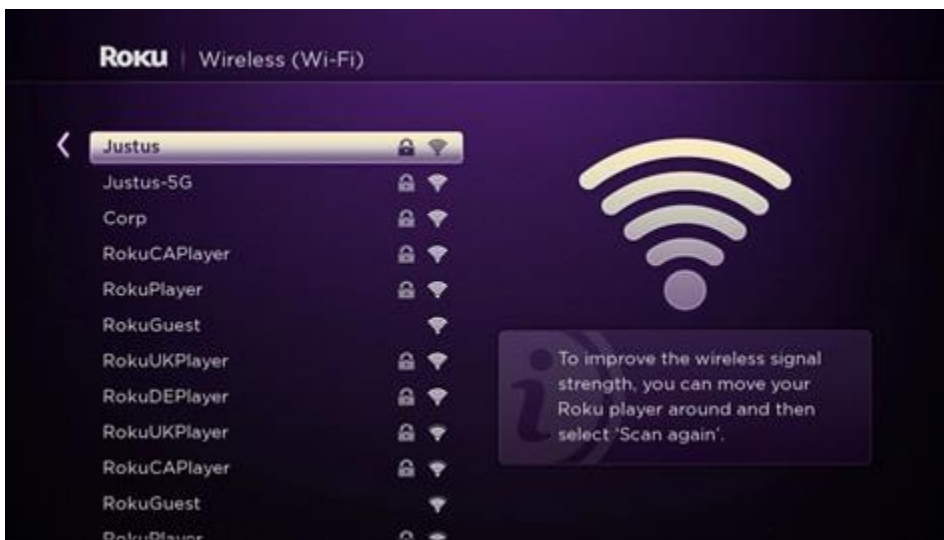 Roku | Wireless (Wi-Fi)
Justus
Justus-5G
Corp
RokuCAPlayer
RokuPlayer
RokuGuest
RokuUKPlayer
RokuDEPlayer
RokuUKPlayer
RokuCAPlayer
RokuGuest
RokuPlayer
To improve the wireless signal
strength, you can move your
Roku player around and then
select 'Scan again'.